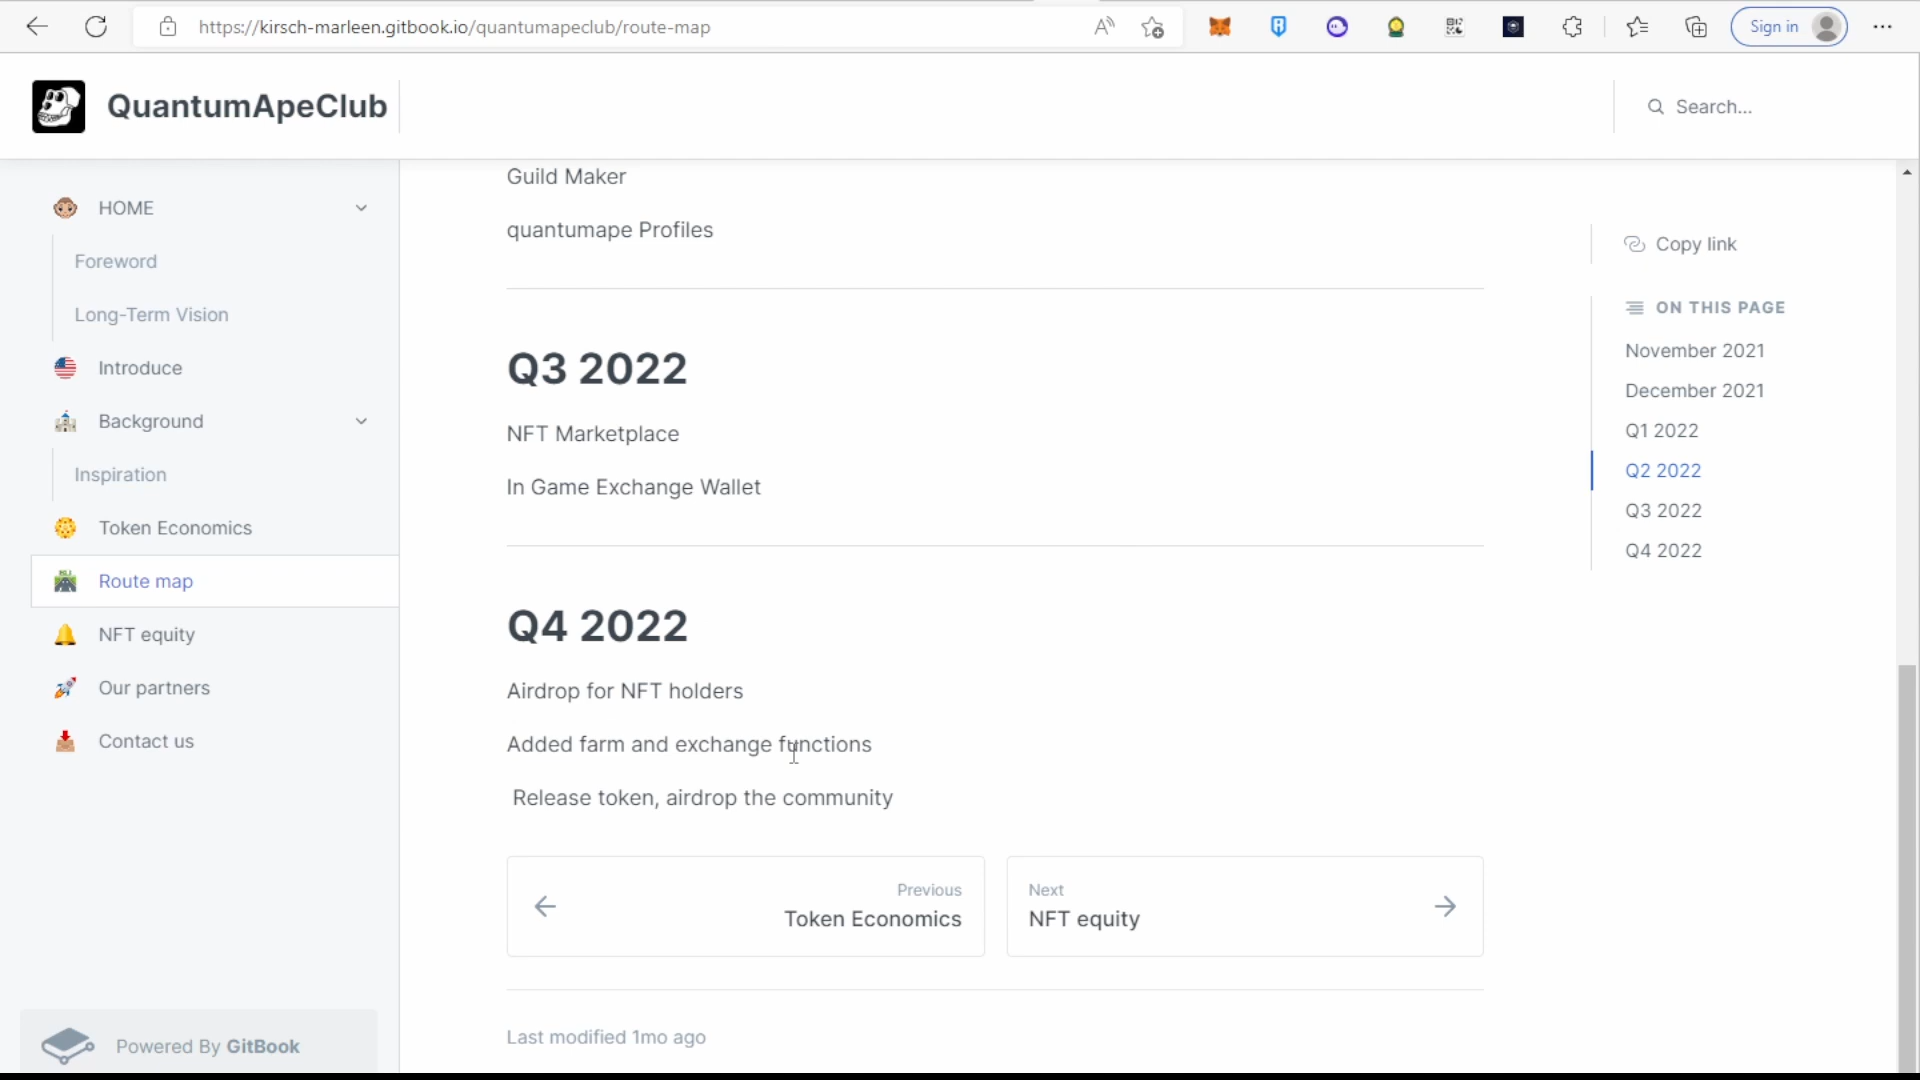 https://kirsch-marleen.gitbook.io/quantumapeclub/route-map
Sign in
QuantumApeClub
Search...
HOME
Foreword
Long-Term Vision
Introduce
Background
Inspiration
Token Economics
Route map
NFT equity
Our partners
Contact us
Powered By GitBook
Guild Maker
quantumape Profiles
Q3 2022
NFT Marketplace
In Game Exchange Wallet
Q4 2022
Airdrop for NFT holders
Added farm and exchange functions
Release token, airdrop the community
Previous
Token Economics
Next
NFT equity
Last modified 1mo ago
Copy link
ON THIS PAGE
November 2021
December 2021
Q1 2022
Q2 2022
Q3 2022
Q4 2022